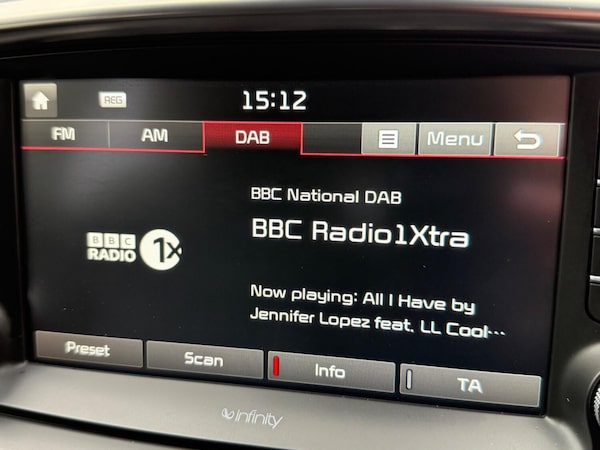 REG
15:12
FM AM DAB Menu
BBC National DAB
BBC Radio1Xtra
BBC
RADIO 1X
Now playing: All I Have by
Jennifer Lopez feat. LL Cool…
Preset Scan Info TA
infinity